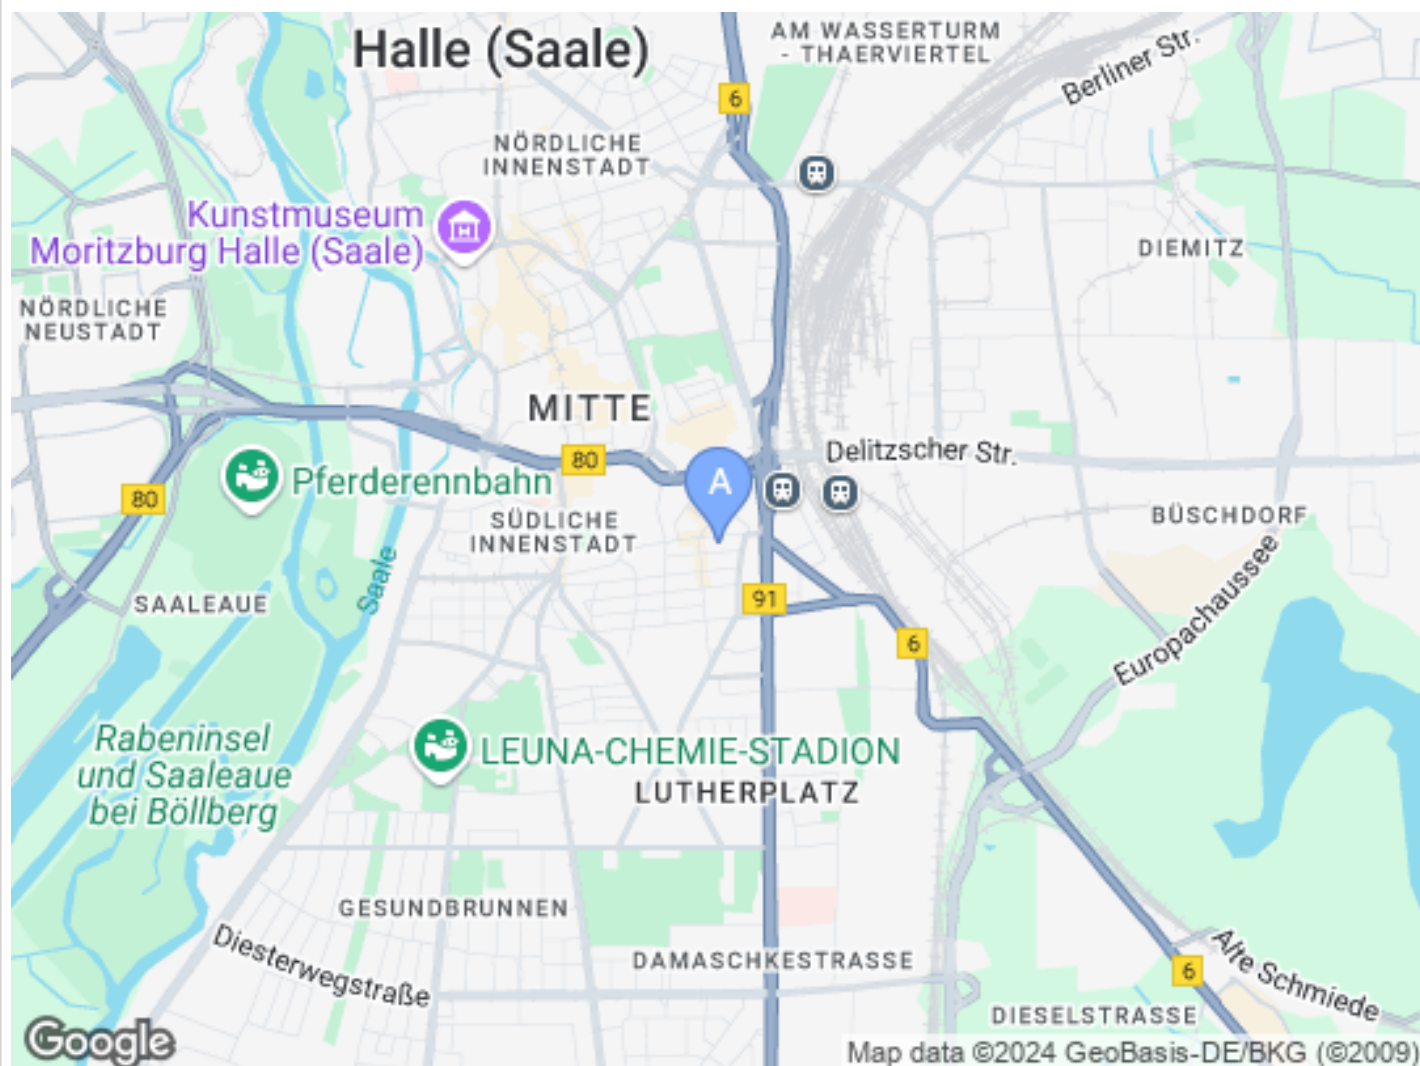 Halle (Saale)
AM WASSERTURM
- THAERVIERTEL
Berliner Str.
6
NÖRDLICHE
INNENSTADT
Kunstmuseum
Moritzburg Halle (Saale)
DIEMITZ
NÖRDLICHE
NEUSTADT
MITTE
80
Delitzscher Str.
A
Pferderennbahn
80
SÜDLICHE
INNENSTADT
BÜSCHDORF
Saale
SAALEAUE
91
Europachaussee
6
Rabeninsel
und Saaleaue
bei Böllberg
LEUNA-CHEMIE-STADION
LUTHERPLATZ
GESUNDBRUNNEN
Diesterwegstraße
DAMASCHKESTRASSE
6
Alte Schmiede
DIESELSTRASSE
Google
Map data ©2024 GeoBasis-DE/BKG (©2009)